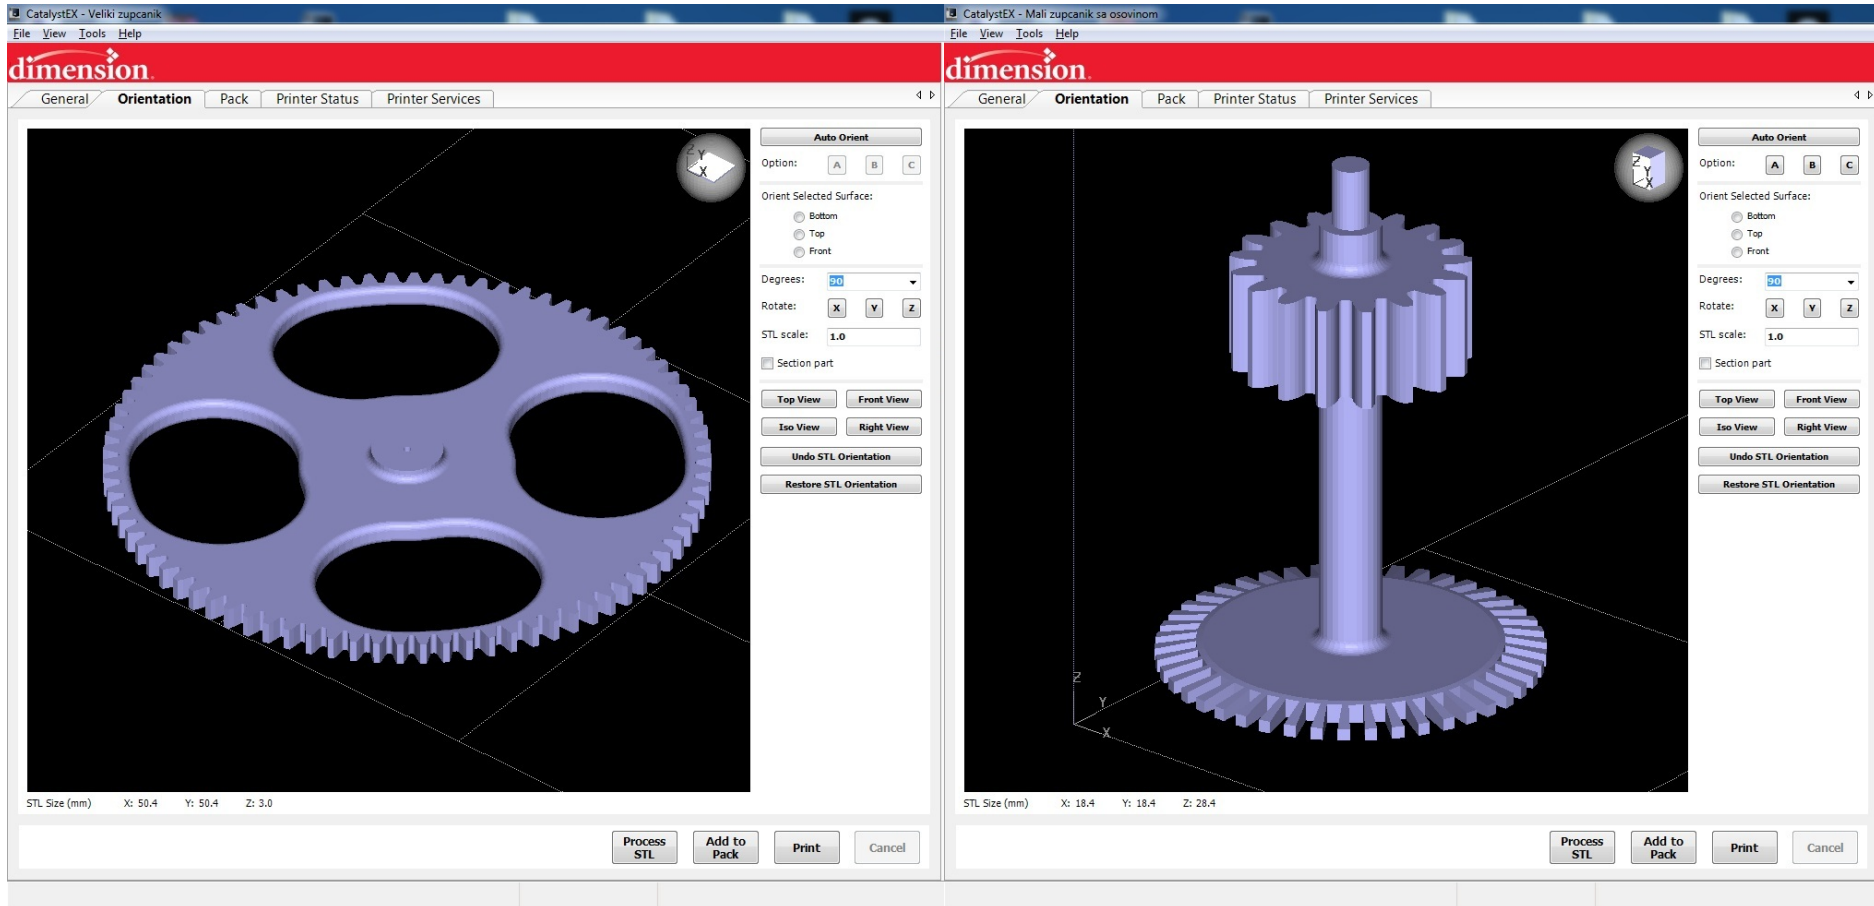 CatalystEX - Veliki zupcanik
File View Tools Help
dimension
General Orientation Pack Printer Status Printer Services
Z Y
X
Auto Orient
Option: A B C
Orient Selected Surface:
Bottom
Top
Front
Degrees: 90
Rotate: X Y Z
STL scale: 1.0
Section part
Top View Front View
Iso View Right View
Undo STL Orientation
Restore STL Orientation
STL Size (mm) X: 50.4 Y: 50.4 Z: 3.0
Process STL Add to Pack Print Cancel
CatalystEX - Mali zupcanik sa osovinom
File View Tools Help
dimension
General Orientation Pack Printer Status Printer Services
Z
Y
X
Auto Orient
Option: A B C
Orient Selected Surface:
Bottom
Top
Front
Degrees: 90
Rotate: X Y Z
STL scale: 1.0
Section part
Top View Front View
Iso View Right View
Undo STL Orientation
Restore STL Orientation
Z
Y
X
STL Size (mm) X: 18.4 Y: 18.4 Z: 28.4
Process STL Add to Pack Print Cancel